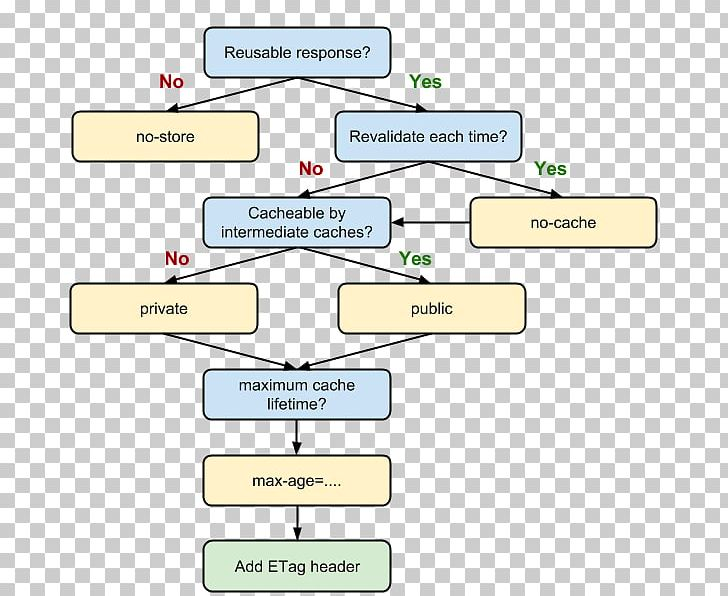 Reusable response?
No
Yes
no-store
Revalidate each time?
No
Yes
Cacheable by
intermediate caches?
no-cache
No
Yes
private
public
maximum cache
lifetime?
max-age=....
Add ETag header